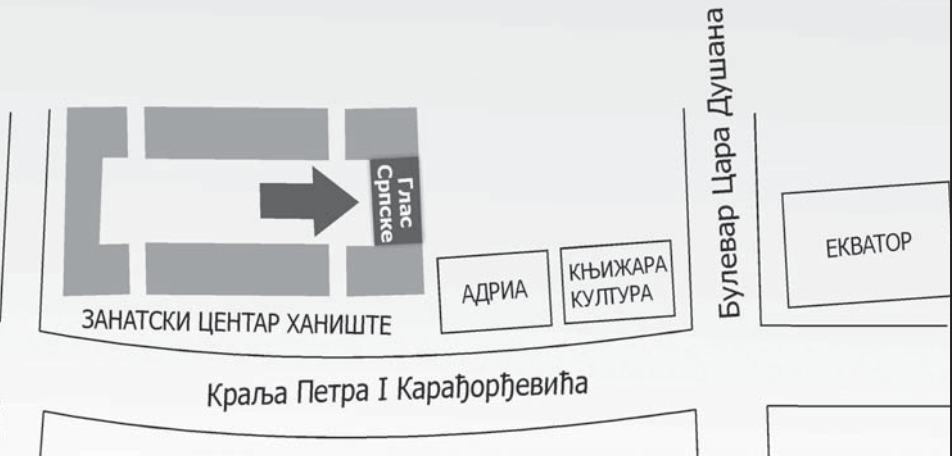 Булевар Цара Душана
Глас
Српске
ЕКВАТОР
АДРИА
КЊИЖАРА
КУЛТУРА
ЗАНАТСКИ ЦЕНТАР ХАНИШТЕ
Краља Петра I Карађорђевића